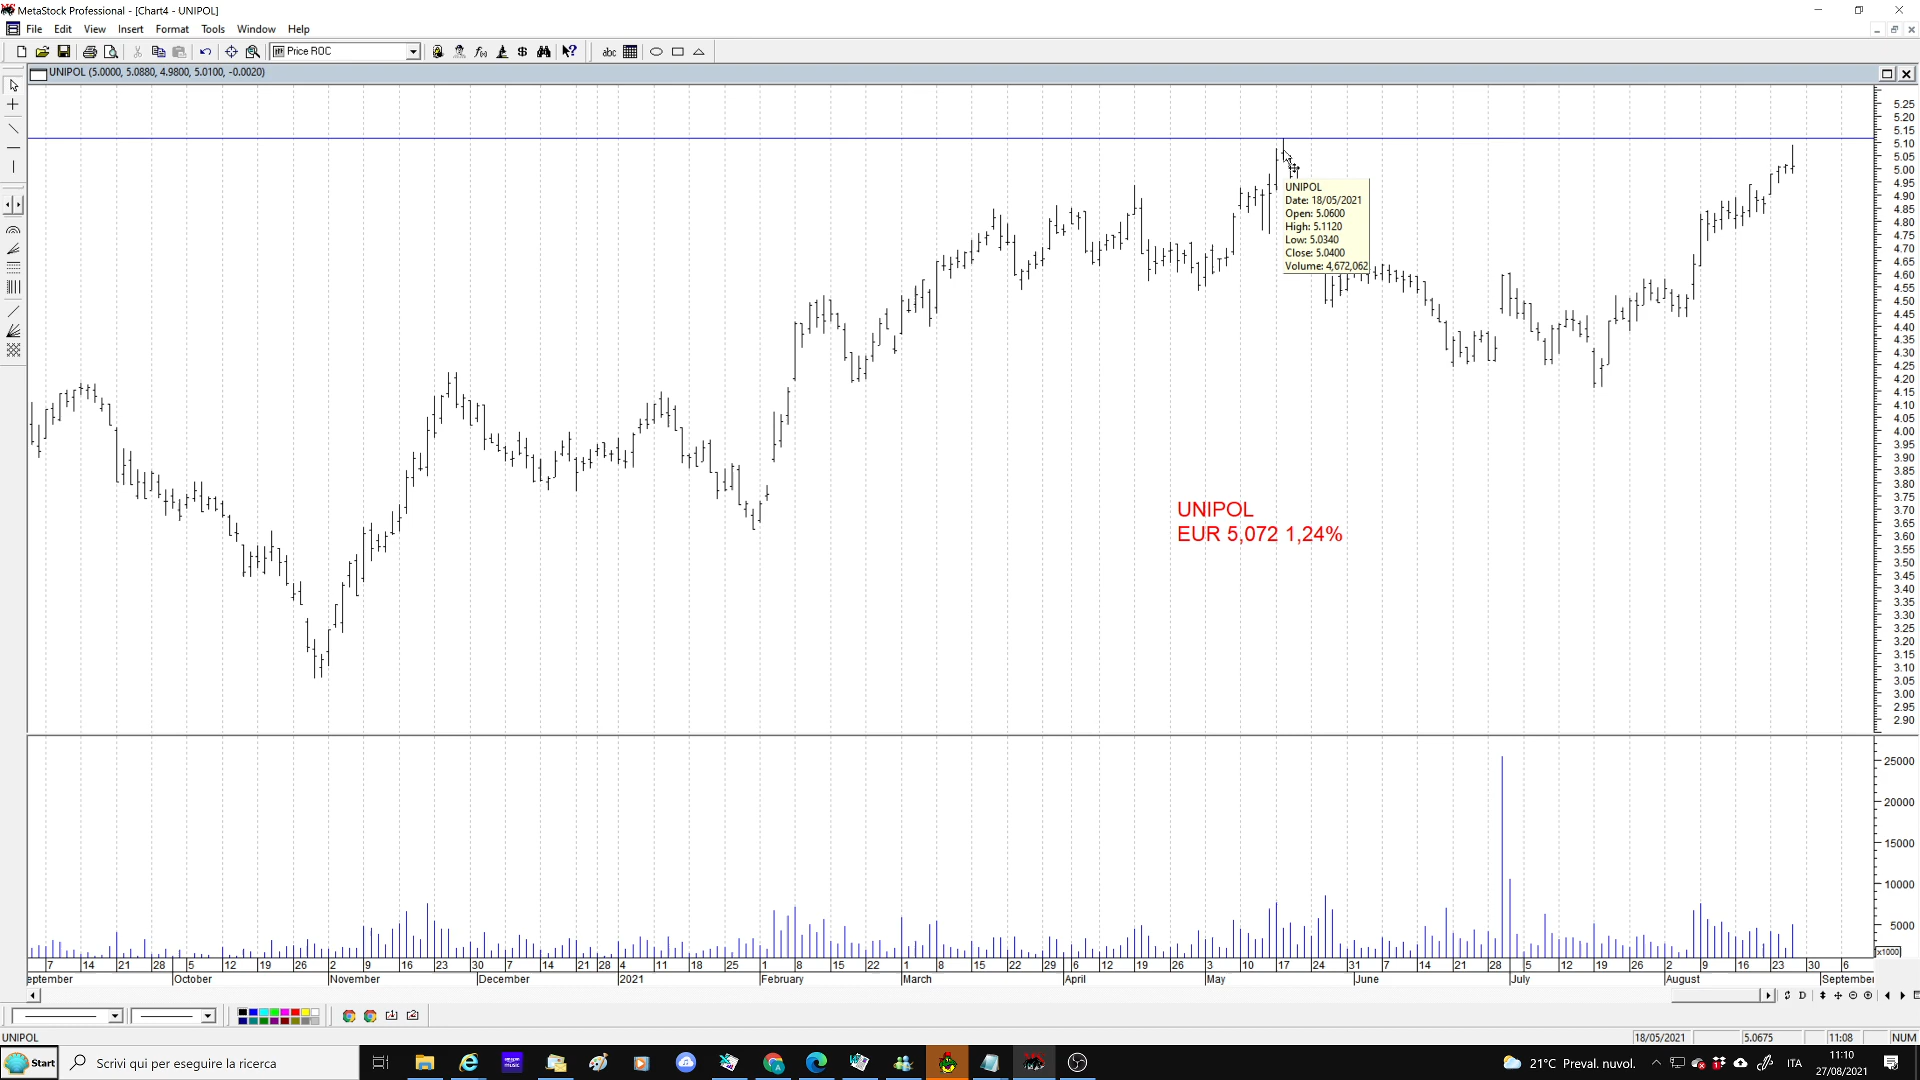 MetaStock Professional - [Chart4 - UNIPOL]
File Edit View Insert Format Tools Window Help
Price ROC
abc
UNIPOL (5.0000, 5.0880, 4.9800, 5.0100, -0.0020)
5.25
5.20
5.15
5.10
5.05
5.00
4.95
4.90
4.85
4.80
4.75
4.70
4.65
4.60
4.55
4.50
4.45
4.40
4.35
4.30
4.25
4.20
4.15
4.10
4.05
4.00
3.95
3.90
3.85
3.80
3.75
3.70
3.65
3.60
3.55
3.50
3.45
3.40
3.35
3.30
3.25
3.20
3.15
3.10
3.05
3.00
2.95
2.90
UNIPOL
Date: 18/05/2021
Open: 5.0600
High: 5.1120
Low: 5.0340
Close: 5.0400
Volume: 4,672,062
UNIPOL
EUR 5,072 1,24%
25000
20000
15000
10000
5000
x1000
7 14 21 28 5 12 19 26 2 9 16 23 30 7 14 21 28 4 11 18 25 1 8 15 22 1 8 15 22 29 6 12 19 26 3 10 17 24 31 7 14 21 28 5 12 19 26 2 9 16 23 30 6
eptember October November December 2021 February March April May June July August September
D
UNIPOL 18/05/2021 5.0675 11:08 NUM
Start Scrivi qui per eseguire la ricerca 21°C Preval. nuvol. ITA 11:10
27/08/2021